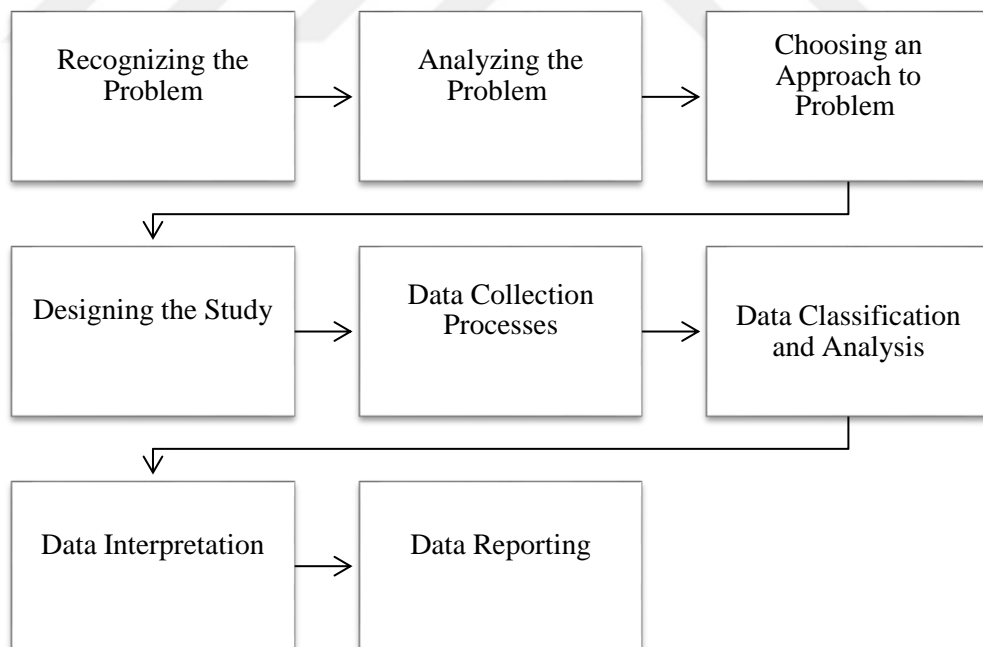 Recognizing the
Problem
Analyzing the
Problem
Choosing an
Approach to
Problem
Designing the Study
Data Collection
Processes
Data Classification
and Analysis
Data Interpretation
Data Reporting